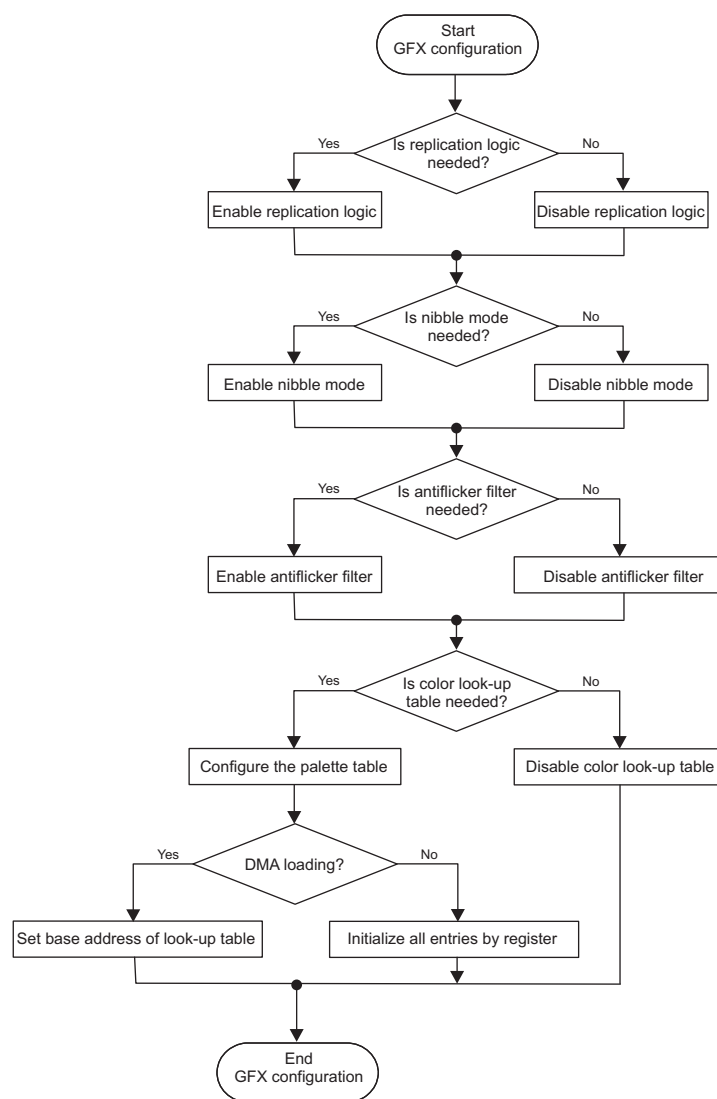 Start
GFX configuration
Is replication logic
needed?
Yes
No
Enable replication logic
Disable replication logic
Is nibble mode
needed?
Yes
No
Enable nibble mode
Disable nibble mode
Is antiflicker filter
needed?
Yes
No
Enable antiflicker filter
Disable antiflicker filter
Is color look-up
table needed?
Yes
No
Configure the palette table
Disable color look-up table
DMA loading?
Yes
No
Set base address of look-up table
Initialize all entries by register
End
GFX configuration